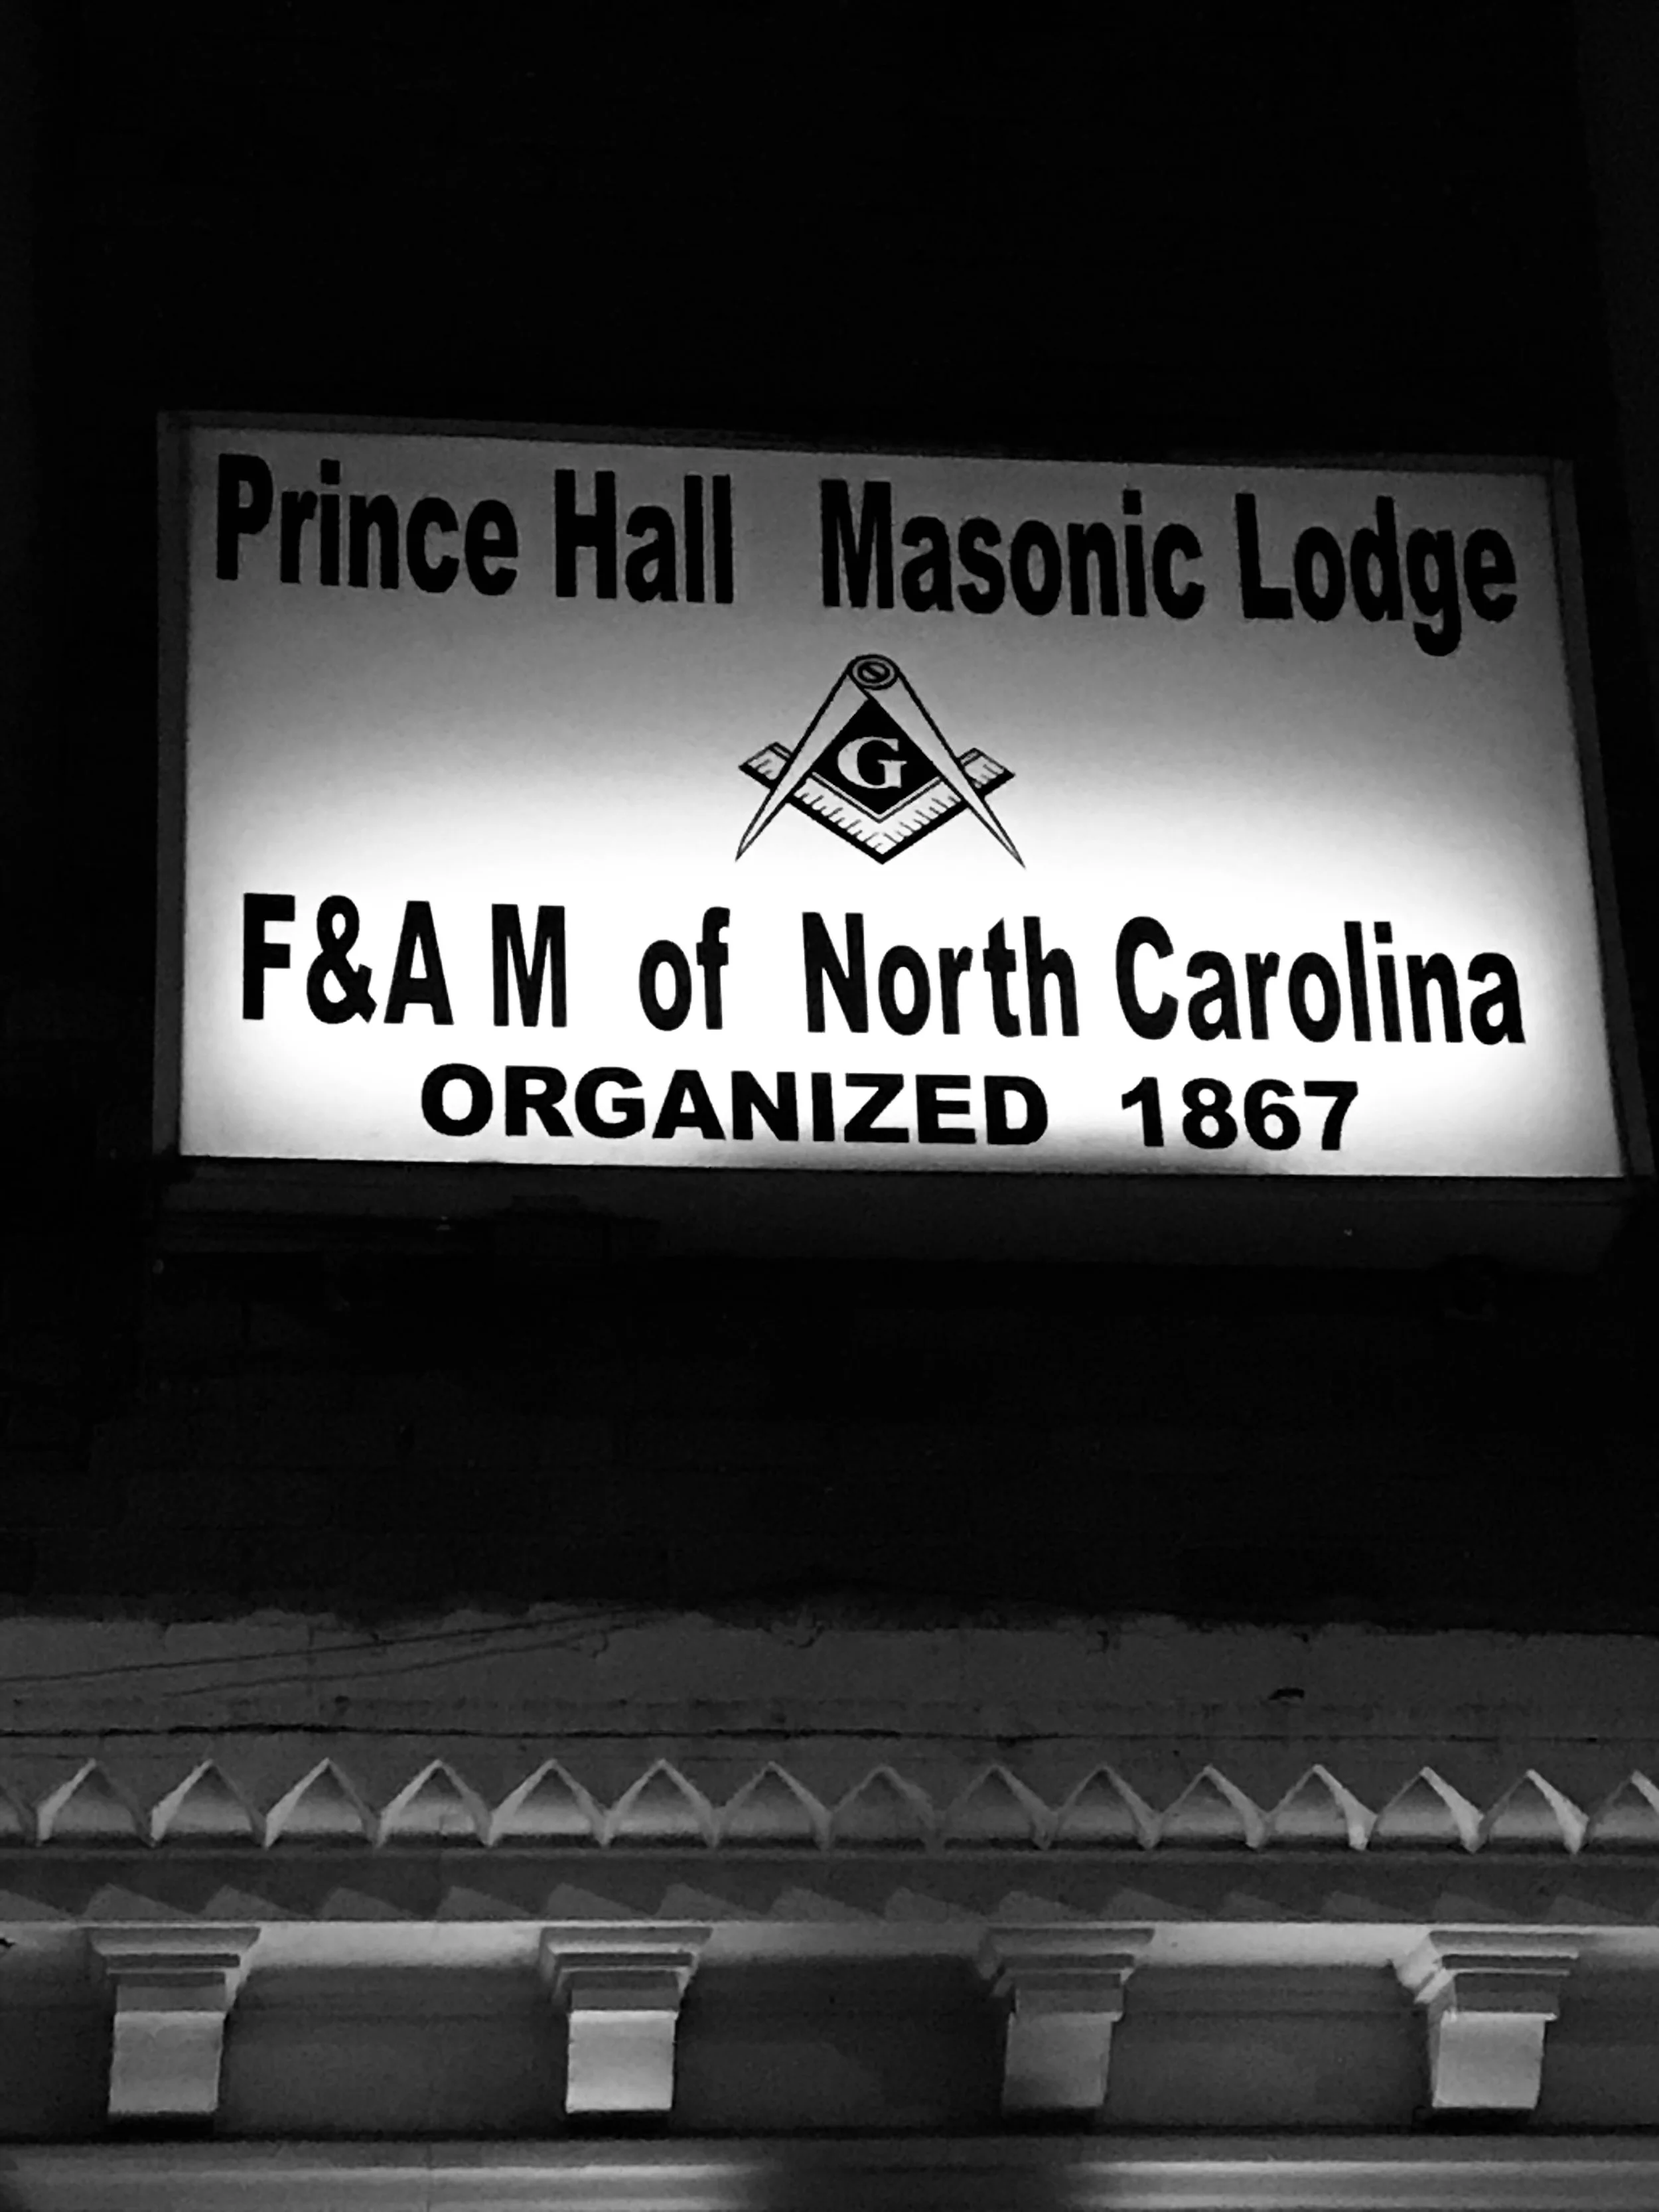 Prince Hall Masonic Lodge
G
F&A M of North Carolina
ORGANIZED 1867